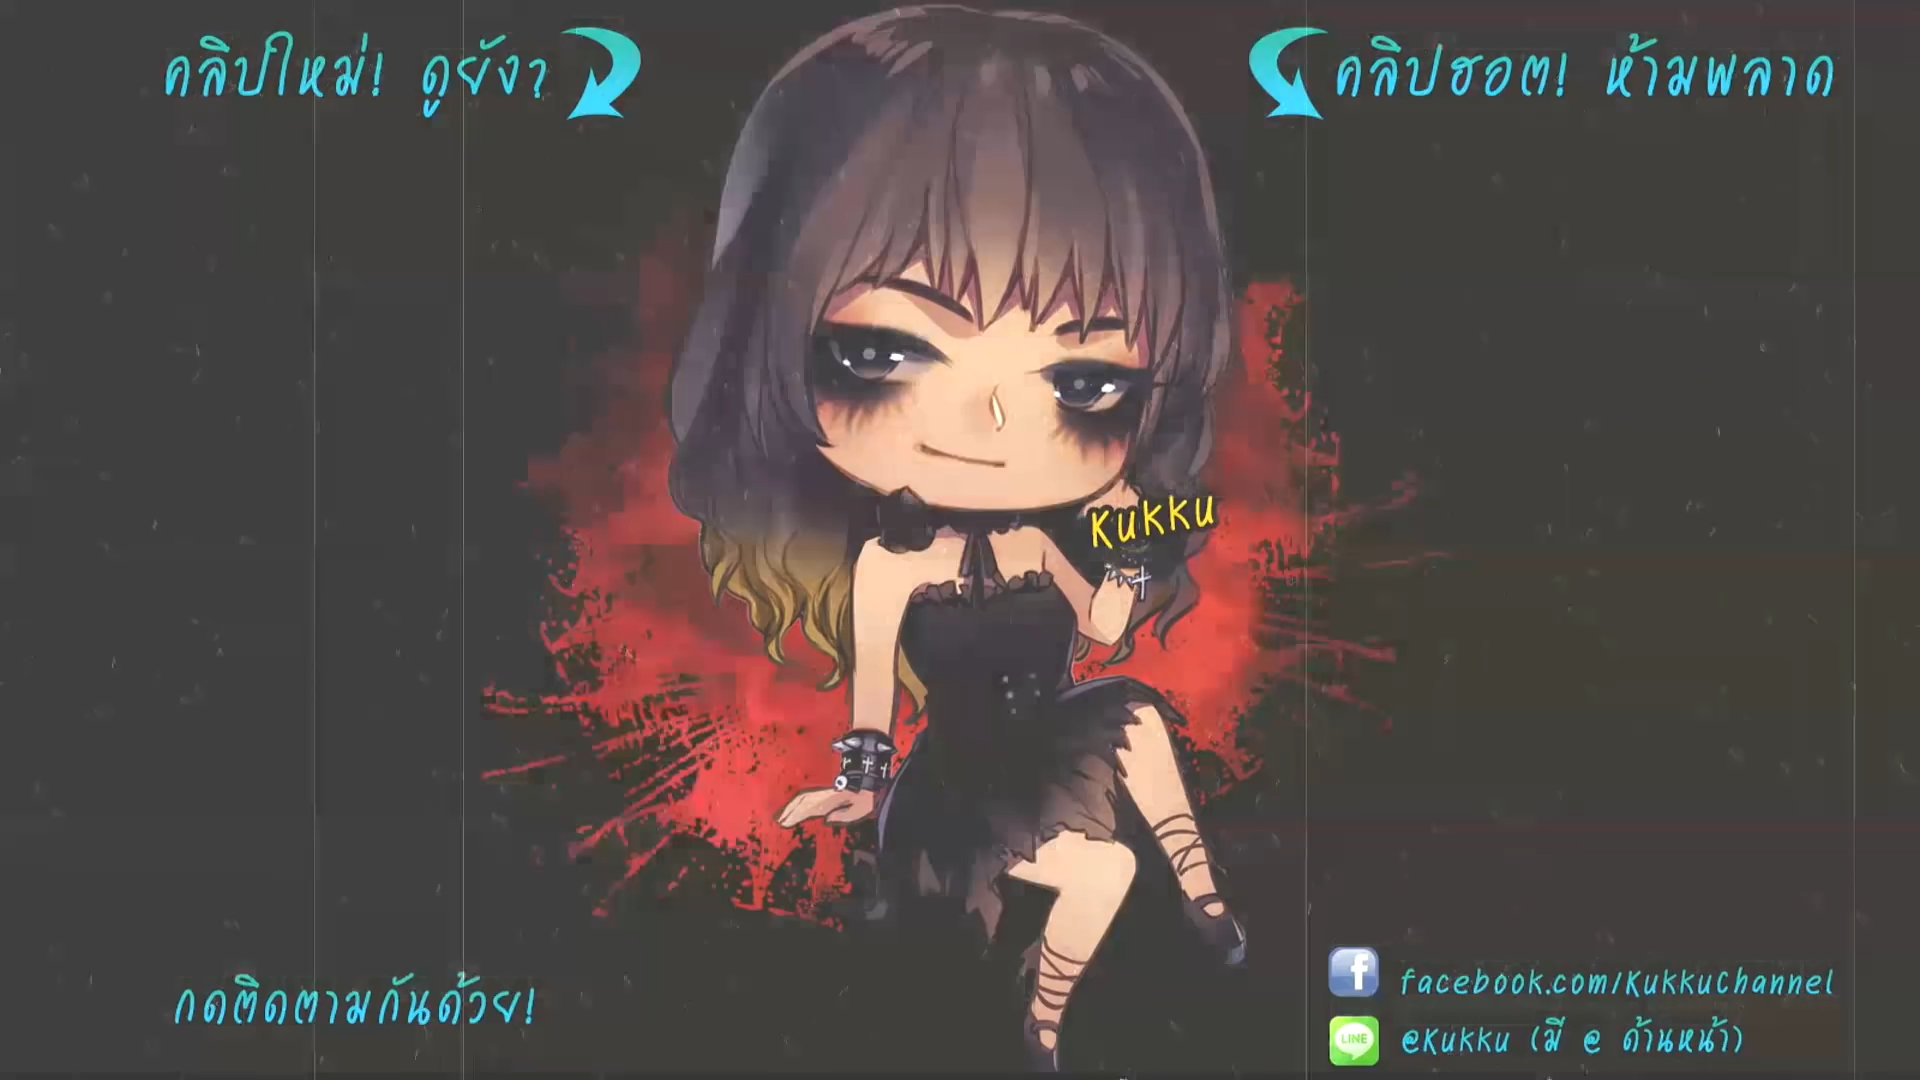 คลิปใหม่! ดูยัง?
คลิปฮอต! ห้ามพลาด
KUKKU
กดติดตามกันด้วย!
facebook.com/KukkuChannel
LINE
@Kukku (มี @ ด้านหน้า)